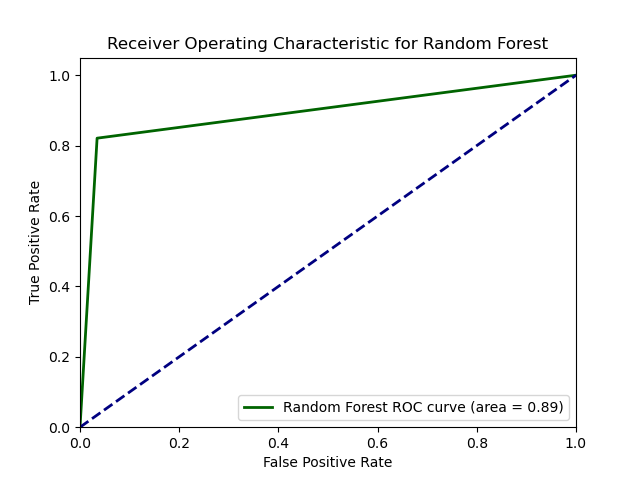 Receiver Operating Characteristic for Random Forest
1.0
0.8
0.6
0.4
0.2
0.0
True Positive Rate
0.0 0.2 0.4 0.6 0.8 1.0
False Positive Rate
Random Forest ROC curve (area = 0.89)